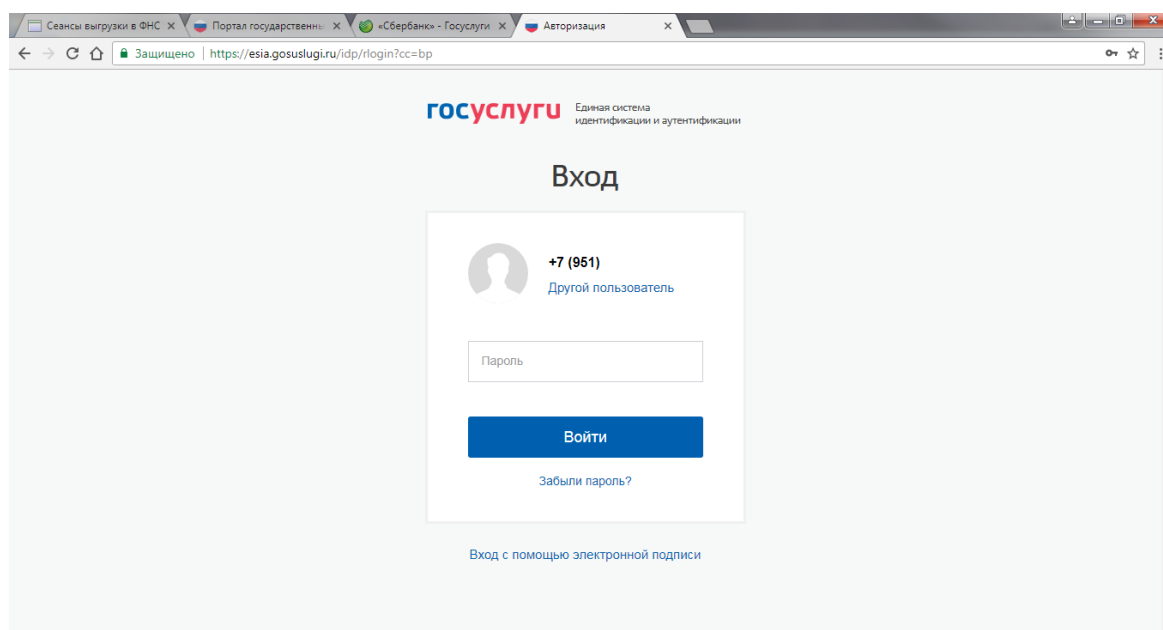 Сеансы выгрузки в ФНС
Портал государственны
«Сбербанк» - Госуслуги
Авторизация
Защищено | https://esia.gosuslugi.ru/idp/rlogin?cc=bp
госуслуги
Единая система
идентификации и аутентификации
Вход
+7 (951)
Другой пользователь
Пароль
Войти
Забыли пароль?
Вход с помощью электронной подписи